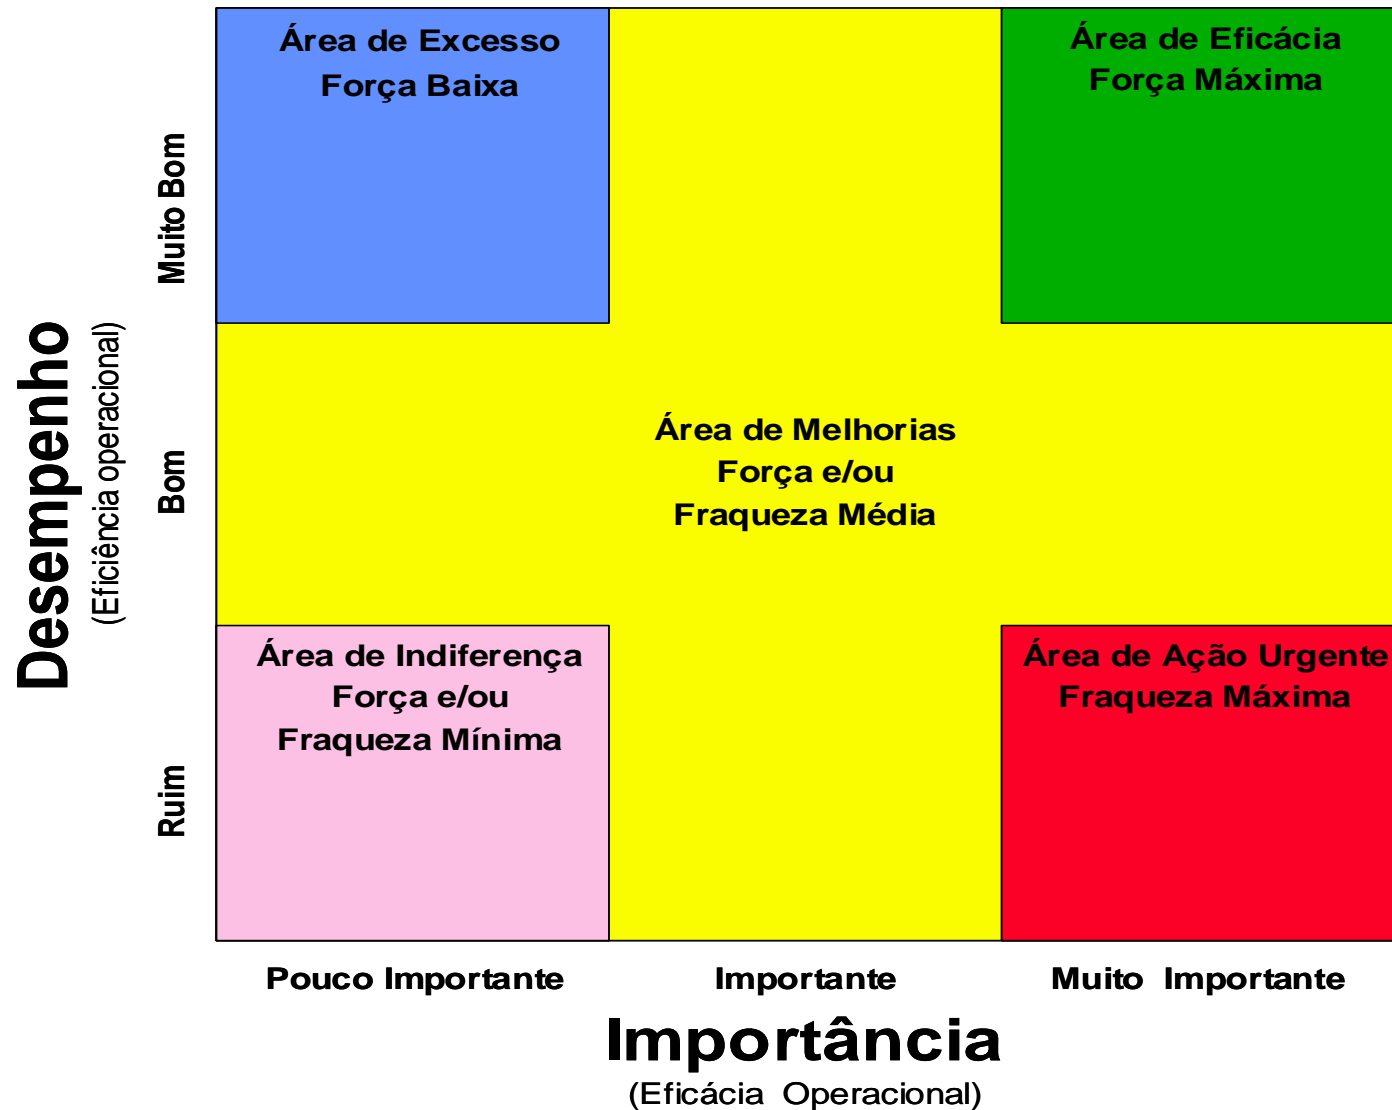 Área de Excesso
Força Baixa
Área de Eficácia
Força Máxima
Muito Bom
Desempenho
(Eficiência operacional)
Bom
Área de Melhorias
Força e/ou
Fraqueza Média
Área de Indiferença
Força e/ou
Fraqueza Mínima
Área de Ação Urgente
Fraqueza Máxima
Ruim
Pouco Importante
Importante
Muito Importante
Importância
(Eficácia Operacional)